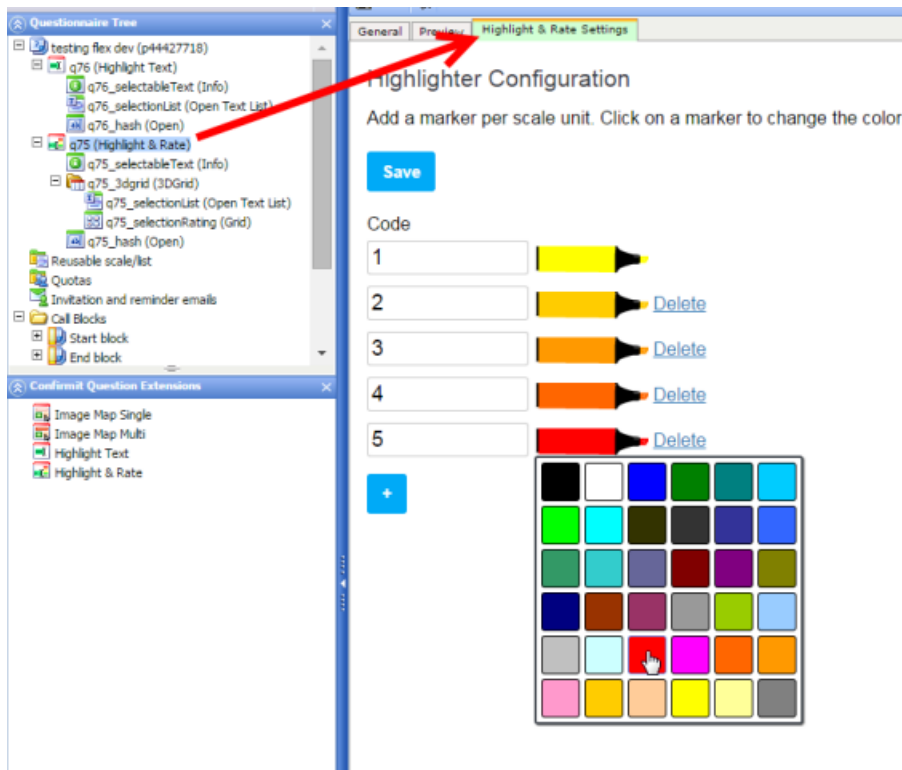 Questionnaire Tree
testing flex dev (p44427718)
q76 (Highlight Text)
q76_selectableText (Info)
q76_selectionList (Open Text List)
q76_hash (Open)
q75 (Highlight & Rate)
q75_selectableText (Info)
q75_3dgrid (3DGrid)
q75_selectionList (Open Text List)
q75_selectionRating (Grid)
q75_hash (Open)
Reusable scale/list
Quotas
Invitation and reminder emails
Call Blocks
Start block
End block
Confirmit Question Extensions
Image Map Single
Image Map Multi
Highlight Text
Highlight & Rate
General Preview Highlight & Rate Settings
Highlighter Configuration
Add a marker per scale unit. Click on a marker to change the color
Save
Code
1
2 Delete
3 Delete
4 Delete
5 Delete
+